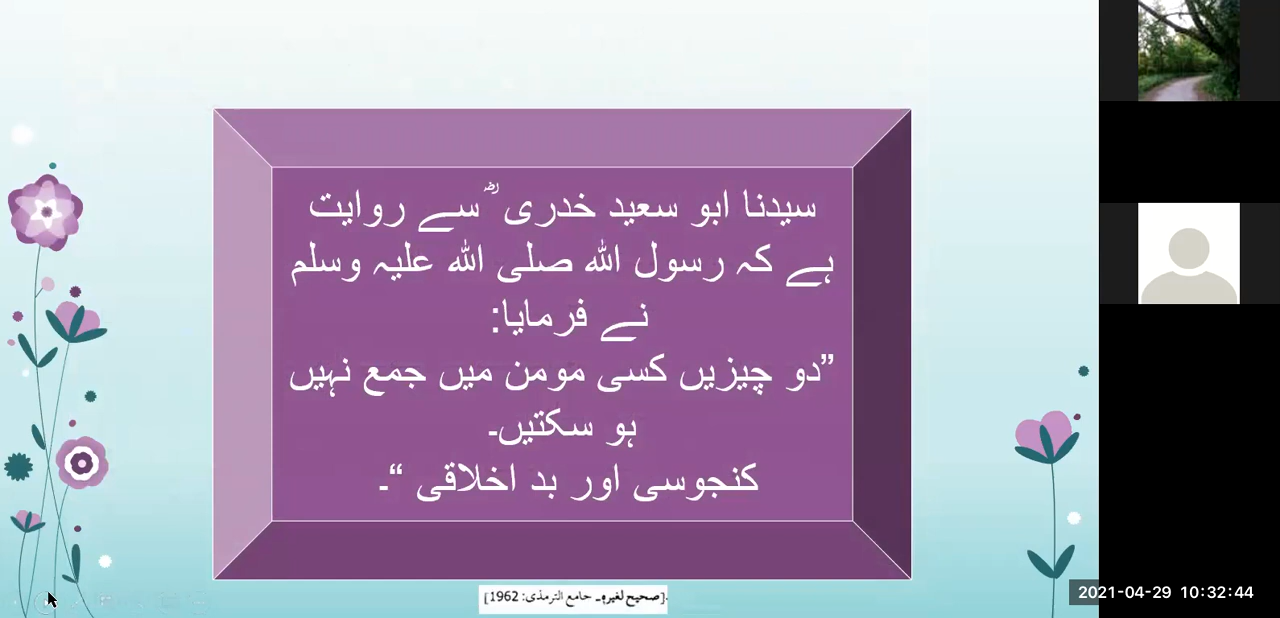 سیدنا ابو سعید خدری ؓ سے روایت
ہے کہ رسول اللہ صلی اللہ علیہ وسلم
نے فرمایا:
”دو چیزیں کسی مومن میں جمع نہیں
ہو سکتیں۔
کنجوسی اور بد اخلاقی “۔
[صحیح لغیرہ۔ جامع الترمذی: 1962]
2021-04-29 10:32:44